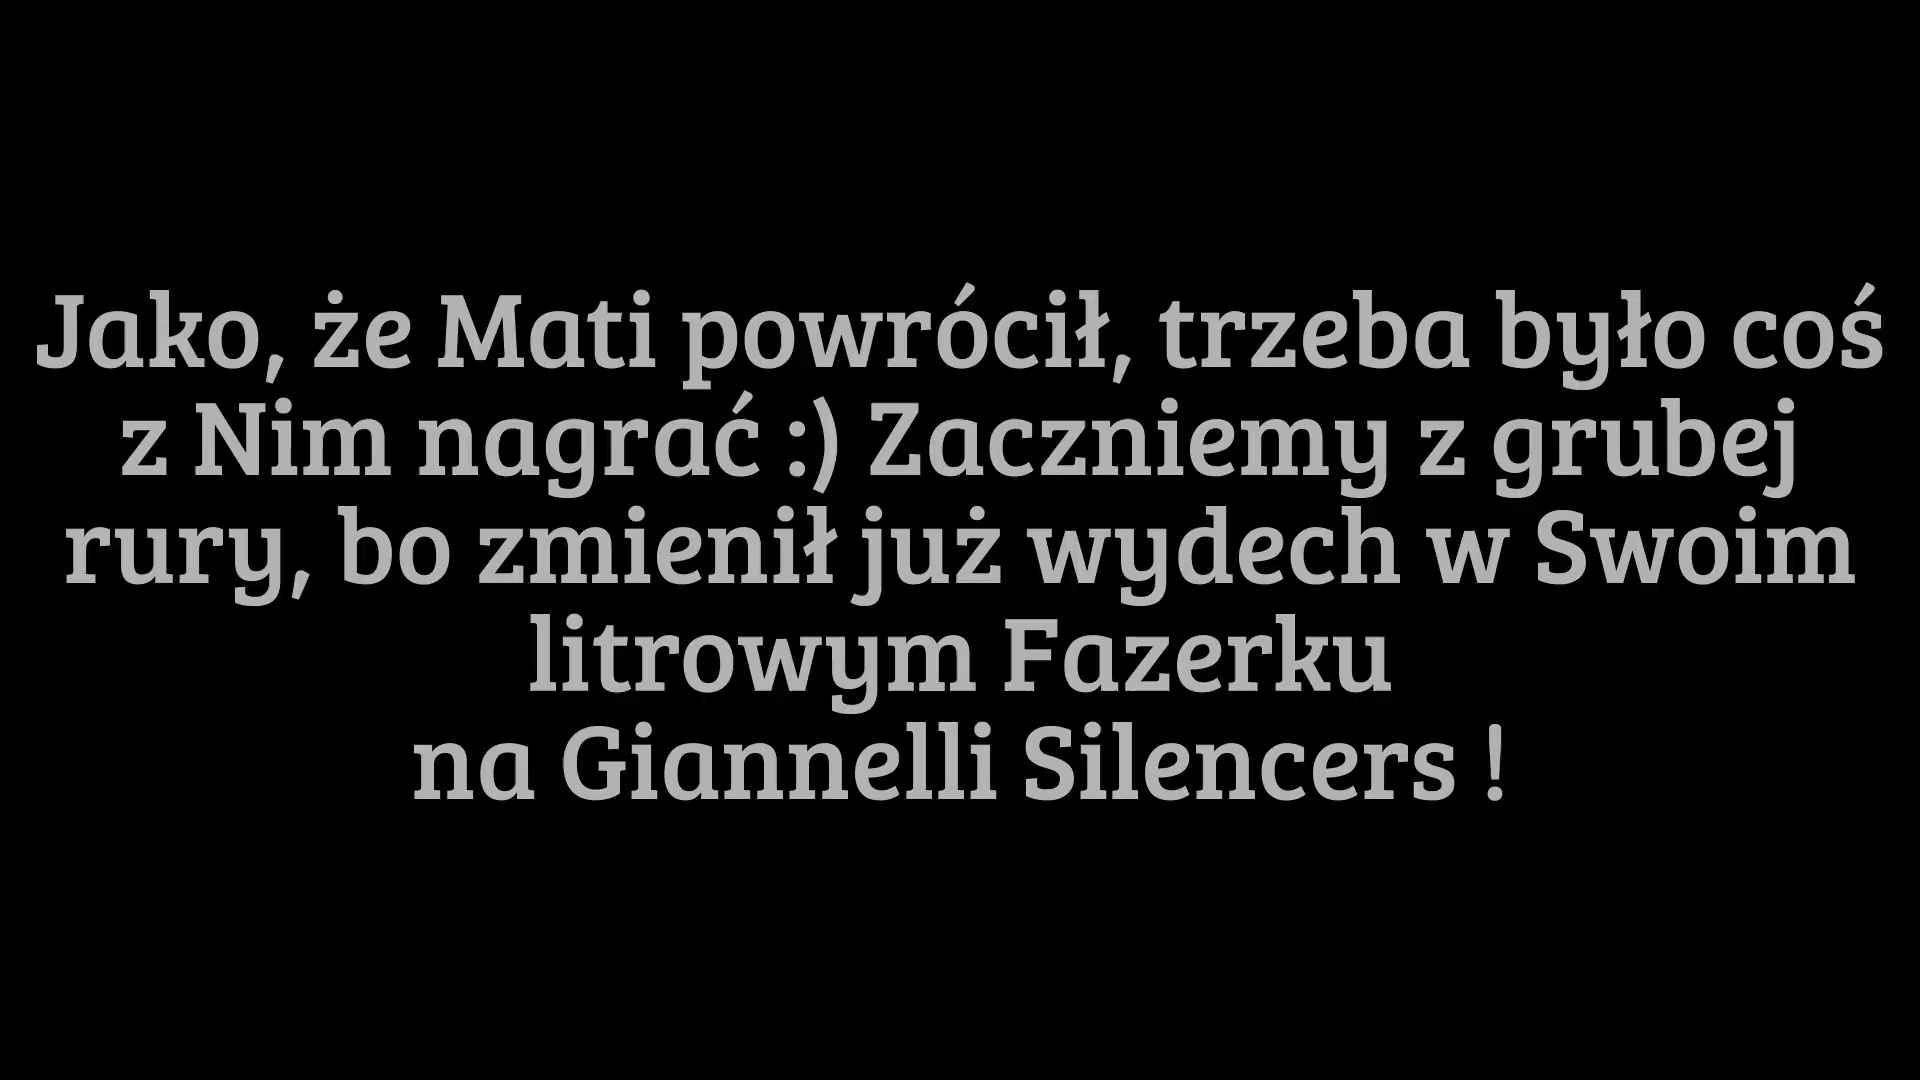 Jako, że Mati powrócił, trzeba było coś
z Nim nagrać :) Zaczniemy z grubej
rury, bo zmienił już wydech w Swoim
litrowym Fazerku
na Giannelli Silencers !